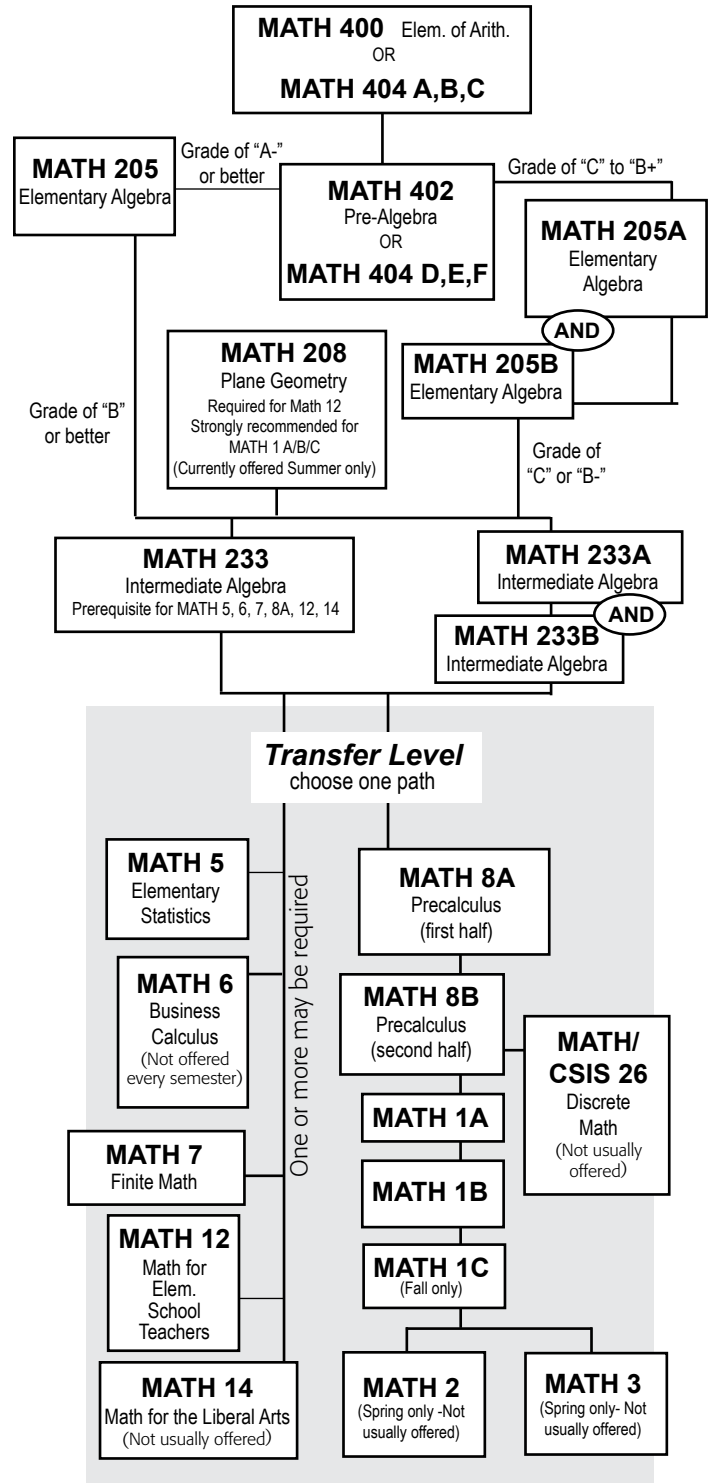 MATH 400 Elem. of Arith.
OR
MATH 404 A,B,C
MATH 205
Elementary Algebra
Grade of “A-”
or better
MATH 402
Pre-Algebra
OR
MATH 404 D,E,F
Grade of “C” to “B+”
MATH 205A
Elementary
Algebra
AND
MATH 205B
Elementary Algebra
MATH 208
Plane Geometry
Required for Math 12
Strongly recommended for
MATH 1 A/B/C
(Currently offered Summer only)
Grade of “B”
or better
Grade of
“C” or “B-”
MATH 233
Intermediate Algebra
Prerequisite for MATH 5, 6, 7, 8A, 12, 14
MATH 233A
Intermediate Algebra
AND
MATH 233B
Intermediate Algebra
Transfer Level
choose one path
One or more may be required
MATH 5
Elementary
Statistics
MATH 6
Business
Calculus
(Not offered
every semester)
MATH 7
Finite Math
MATH 12
Math for
Elem.
School
Teachers
MATH 14
Math for the Liberal Arts
(Not usually offered)
MATH 8A
Precalculus
(first half)
MATH 8B
Precalculus
(second half)
MATH/
CSIS 26
Discrete
Math
(Not usually
offered)
MATH 1A
MATH 1B
MATH 1C
(Fall only)
MATH 2
(Spring only -Not
usually offered)
MATH 3
(Spring only- Not
usually offered)